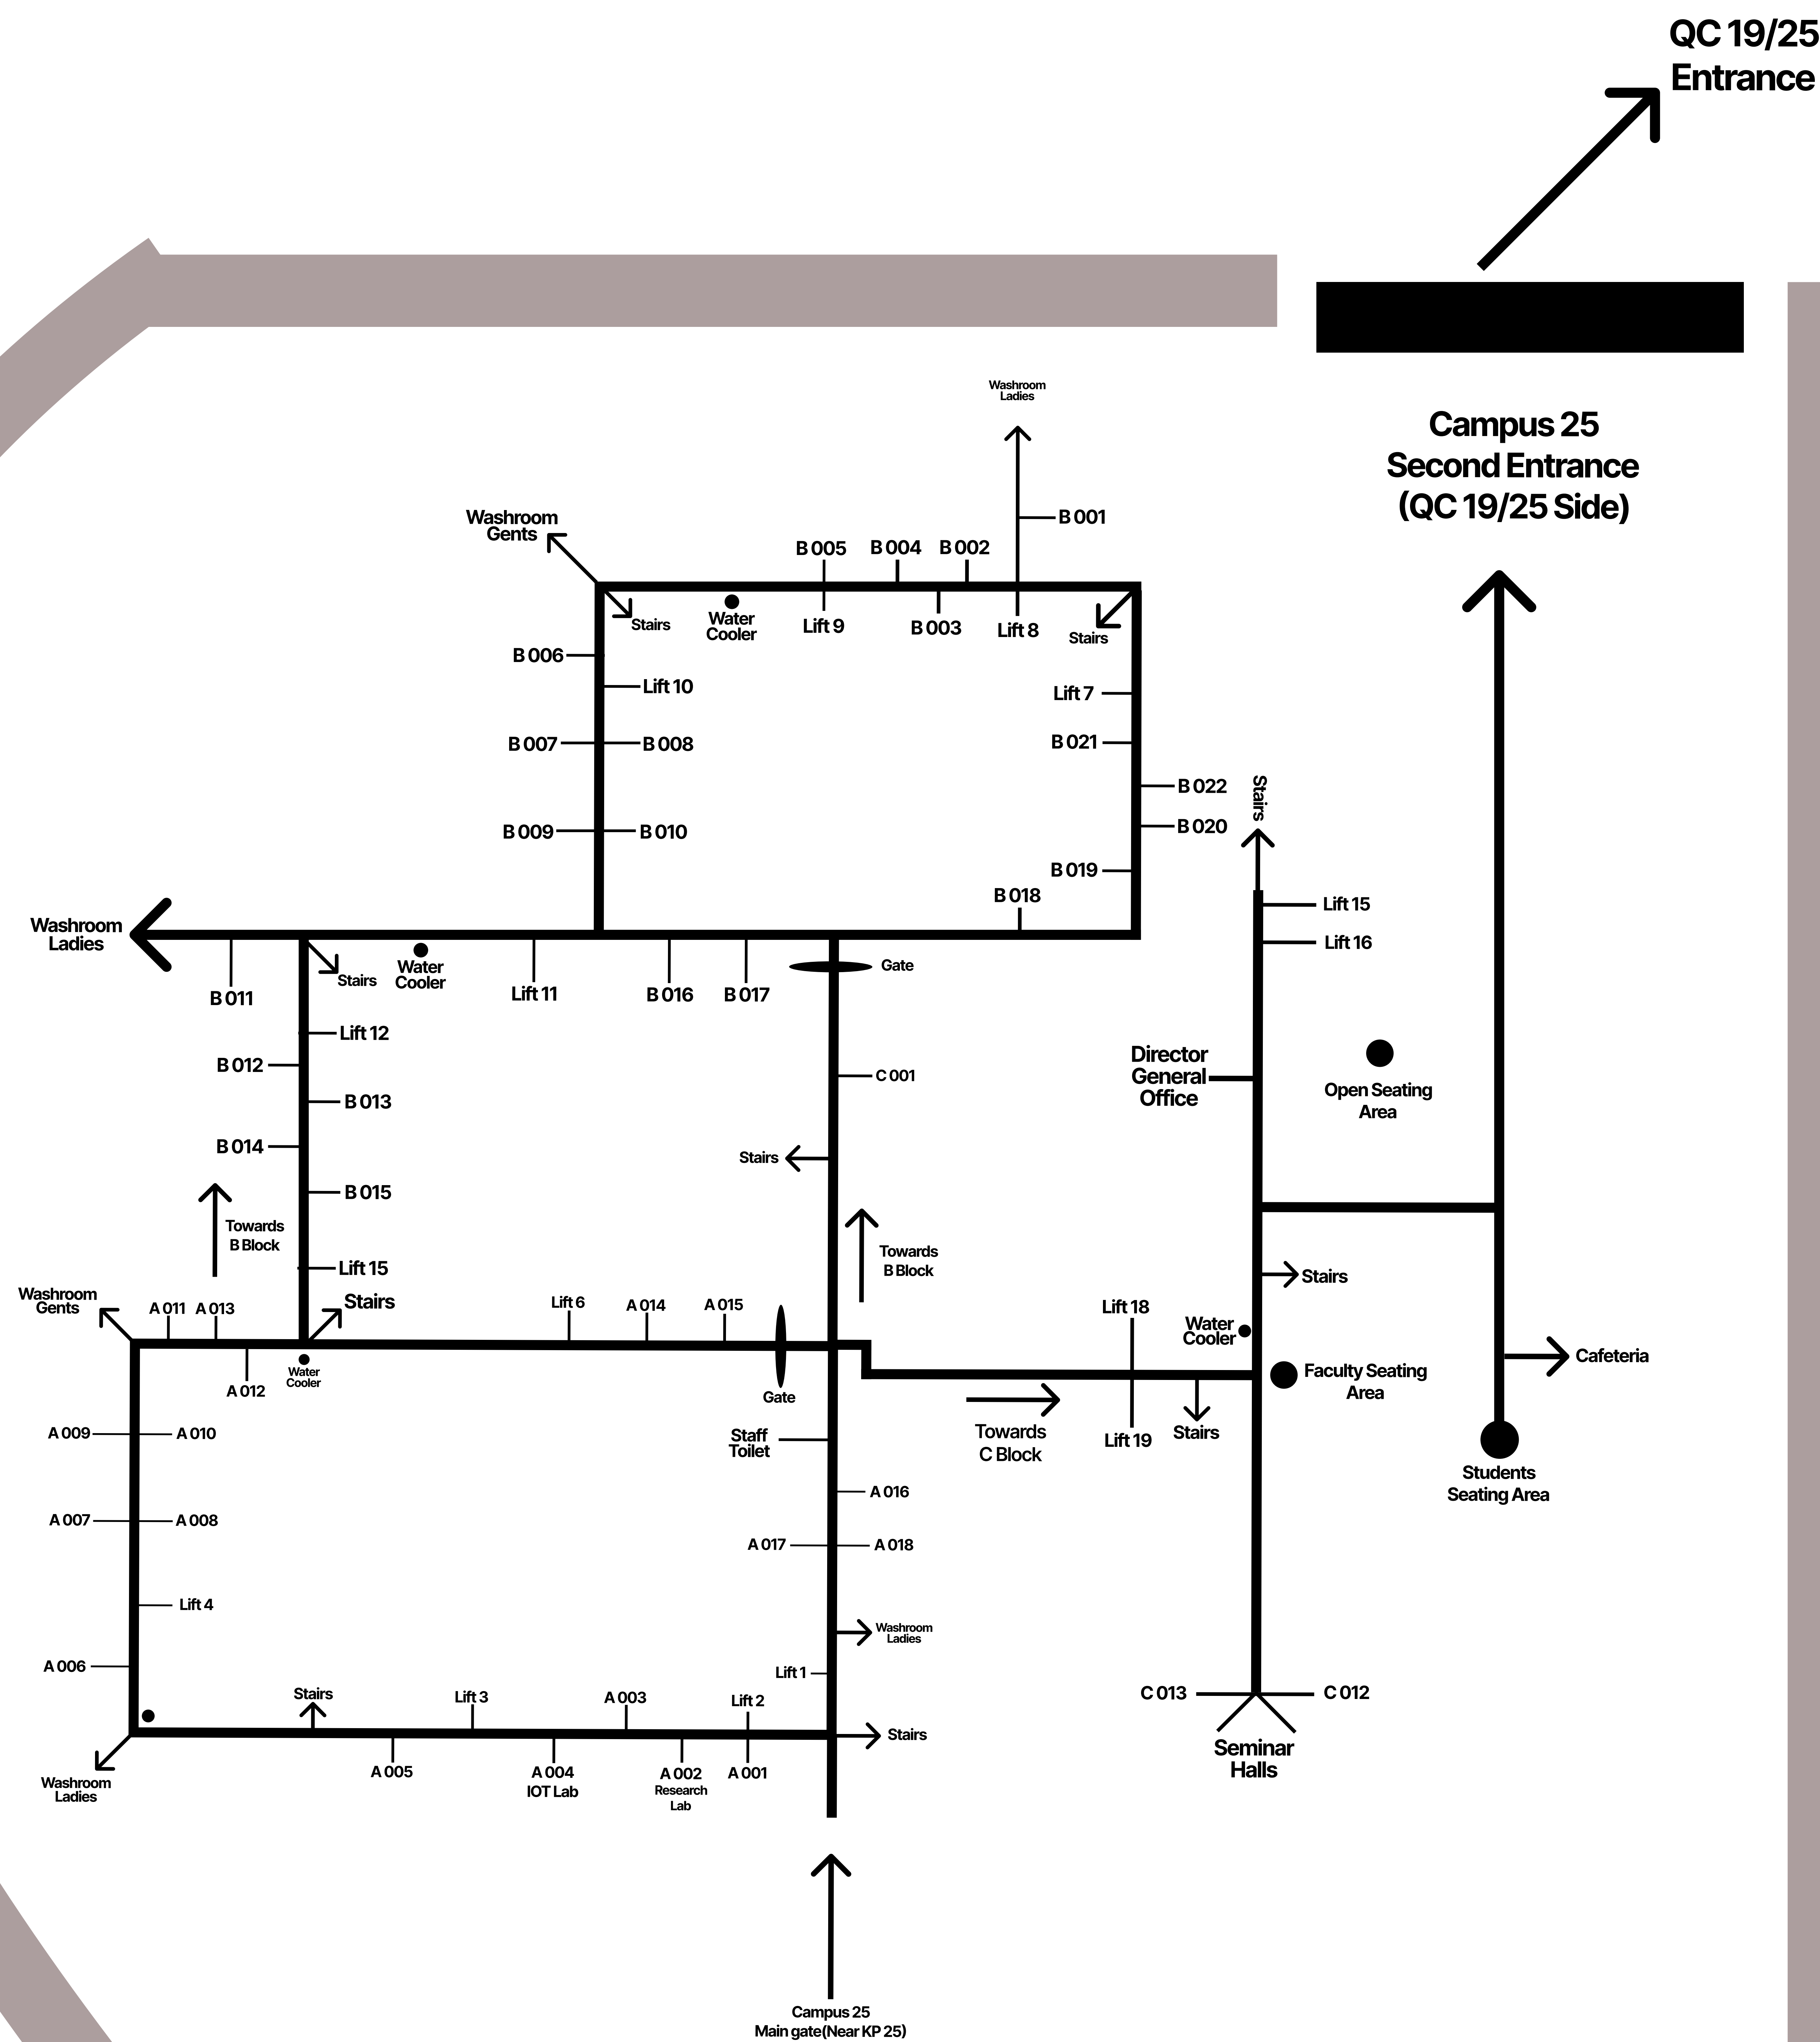 QC 19/25
Entrance
Campus 25
Second Entrance
(QC 19/25 Side)
Washroom
Ladies
B 001
Washroom
Gents
B 005
B 004
B 002
Stairs
Water
Cooler
Lift 9
B 003
Lift 8
Stairs
B 006
Lift 10
Lift 7
B 007
B 008
B 021
B 022
Stairs
B 009
B 010
B 020
B 019
B 018
Lift 15
Lift 16
Washroom
Ladies
B 011
Stairs
Water
Cooler
Lift 11
B 016
B 017
Gate
Lift 12
B 012
B 013
B 014
B 015
C 001
Stairs
Director
General
Office
Open Seating
Area
Towards
B Block
Towards
B Block
Lift 15
Stairs
Washroom
Gents
A 011
A 013
A 012
Water
Cooler
Lift 6
A 014
A 015
Gate
Stairs
Lift 18
Water
Cooler
Faculty Seating
Area
Cafeteria
Towards
C Block
Lift 19
Stairs
Students
Seating Area
A 009
A 010
Staff
Toilet
A 016
A 007
A 008
A 017
A 018
Lift 4
Washroom
Ladies
A 006
Lift 1
Stairs
Lift 3
A 003
Lift 2
Stairs
C 013
C 012
Seminar
Halls
Washroom
Ladies
A 005
A 004
IOT Lab
A 002
Research
Lab
A 001
Campus 25
Main gate(Near KP 25)